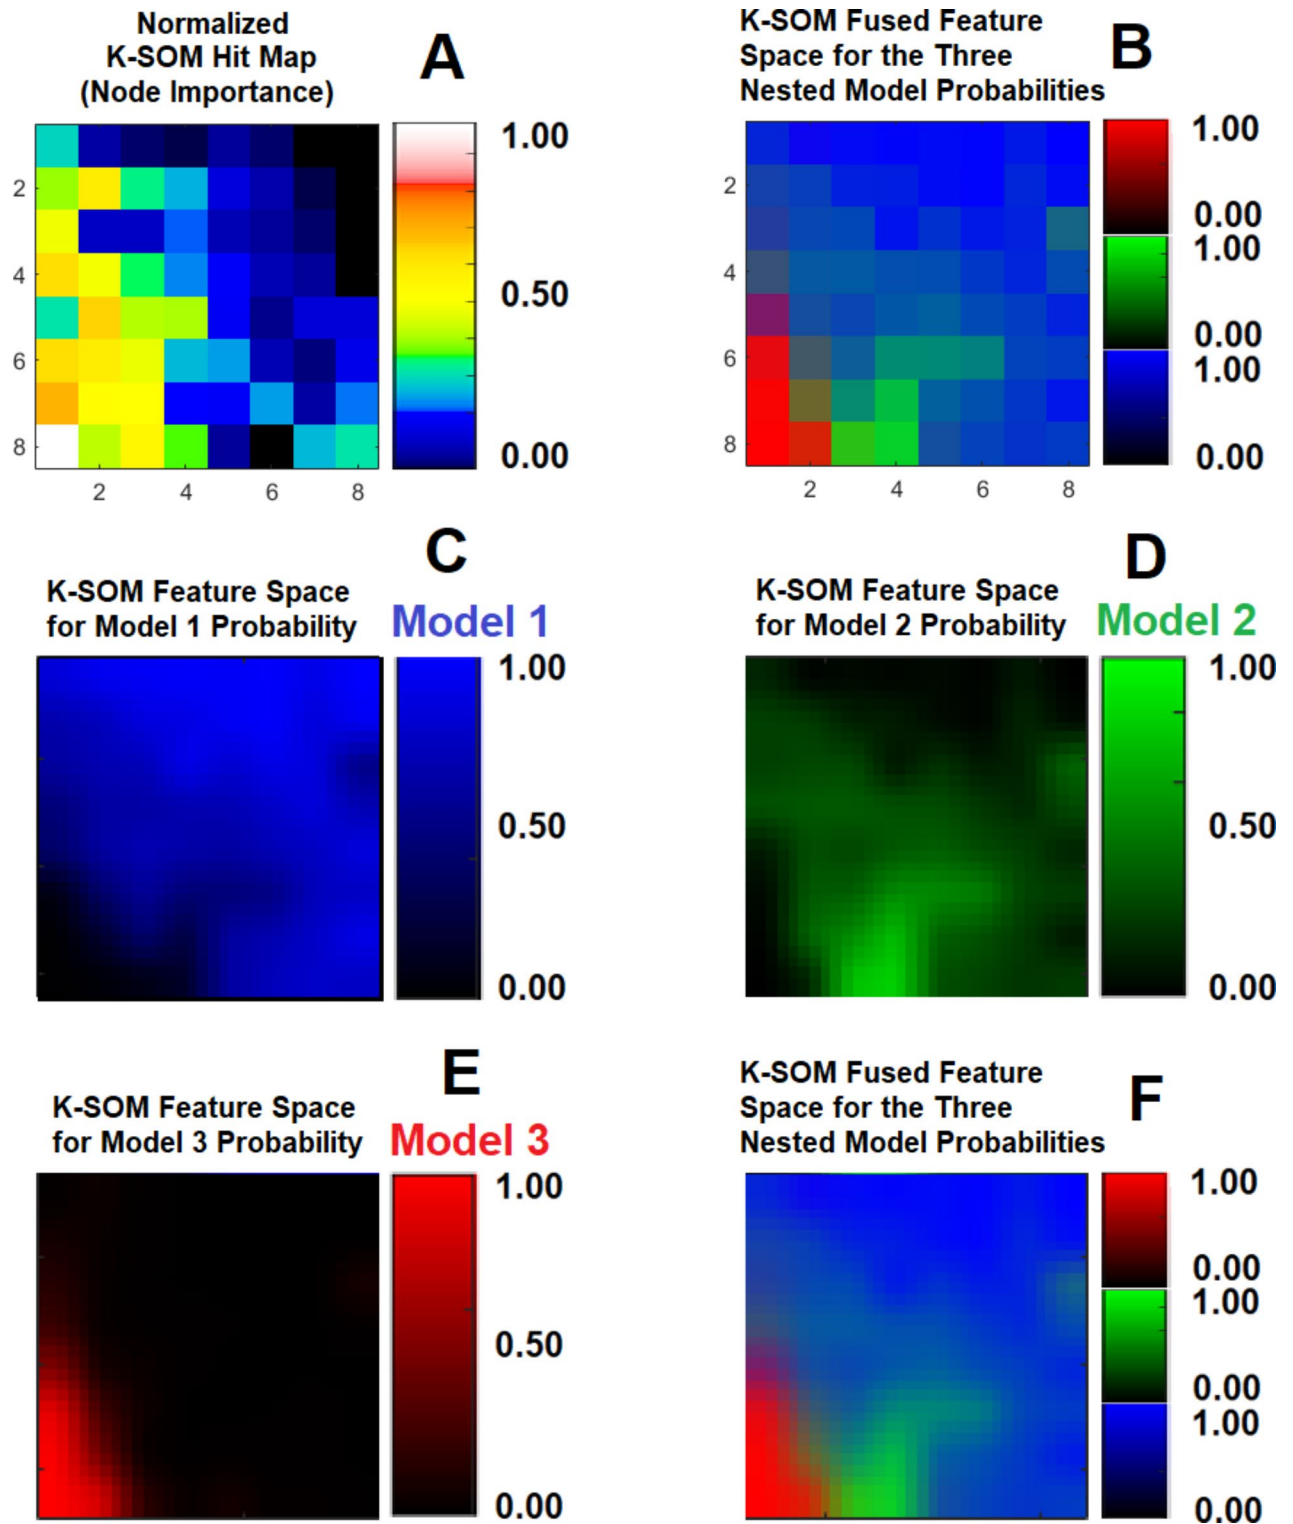 Normalized
K-SOM Hit Map
(Node Importance)
A
1.00
0.50
0.00
2
4
6
8
2
4
6
8
K-SOM Fused Feature
Space for the Three
Nested Model Probabilities
B
1.00
0.00
1.00
0.00
1.00
0.00
2
4
6
8
2
4
6
8
C
K-SOM Feature Space
for Model 1 Probability
Model 1
1.00
0.50
0.00
D
K-SOM Feature Space
for Model 2 Probability
Model 2
1.00
0.50
0.00
E
K-SOM Feature Space
for Model 3 Probability
Model 3
1.00
0.50
0.00
K-SOM Fused Feature
Space for the Three
Nested Model Probabilities
F
1.00
0.00
1.00
0.00
1.00
0.00